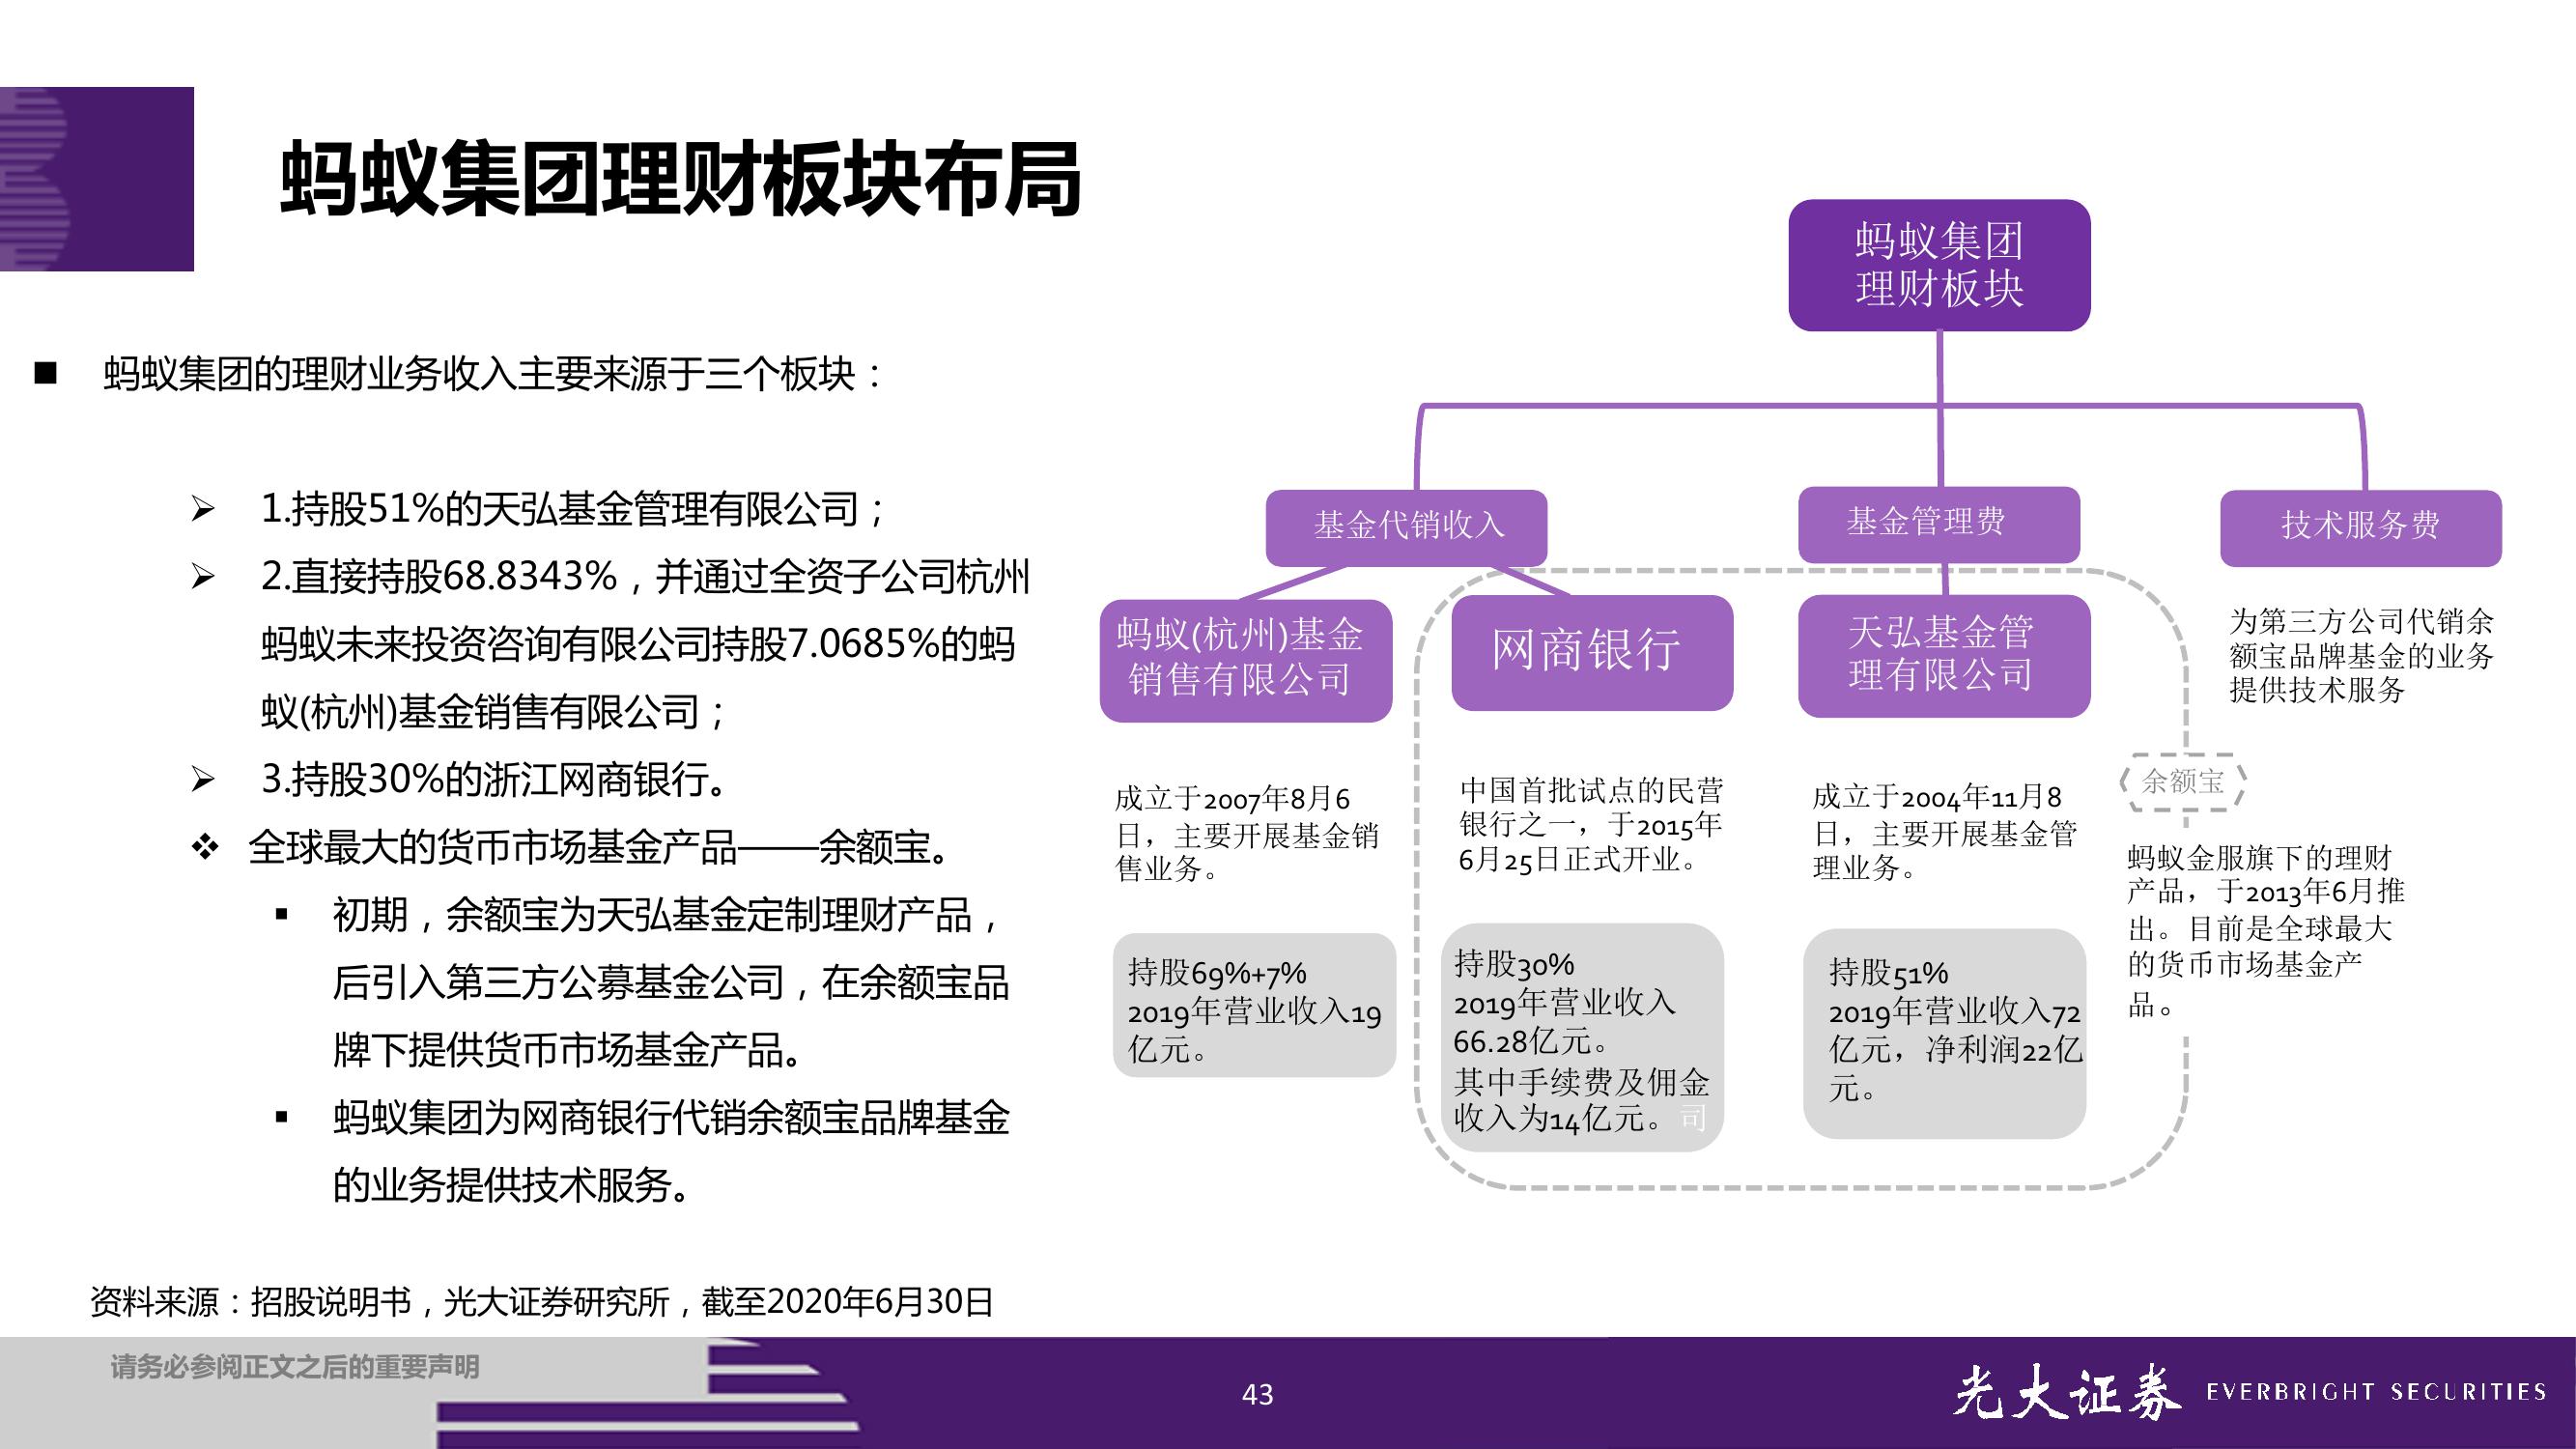 蚂蚁集团理财板块布局
■ 蚂蚁集团的理财业务收入主要来源于三个板块：
➢ 1.持股51%的天弘基金管理有限公司；
➢ 2.直接持股68.8343%，并通过全资子公司杭州
蚂蚁未来投资咨询有限公司持股7.0685%的蚂
蚁(杭州)基金销售有限公司；
➢ 3.持股30%的浙江网商银行。
❖ 全球最大的货币市场基金产品——余额宝。
▪ 初期，余额宝为天弘基金定制理财产品，
后引入第三方公募基金公司，在余额宝品
牌下提供货币市场基金产品。
▪ 蚂蚁集团为网商银行代销余额宝品牌基金
的业务提供技术服务。
蚂蚁集团
理财板块
基金代销收入
基金管理费
技术服务费
蚂蚁(杭州)基金
销售有限公司
网商银行
天弘基金管
理有限公司
为第三方公司代销余
额宝品牌基金的业务
提供技术服务
成立于2007年8月6
日，主要开展基金销
售业务。
中国首批试点的民营
银行之一，于2015年
6月25日正式开业。
成立于2004年11月8
日，主要开展基金管
理业务。
余额宝
蚂蚁金服旗下的理财
产品，于2013年6月推
出。目前是全球最大
的货币市场基金产
品。
持股69%+7%
2019年营业收入19
亿元。
持股30%
2019年营业收入
66.28亿元。
其中手续费及佣金
收入为14亿元。司
持股51%
2019年营业收入72
亿元，净利润22亿
元。
资料来源：招股说明书，光大证券研究所，截至2020年6月30日
请务必参阅正文之后的重要声明
43
光大证券 EVERBRIGHT SECURITIES